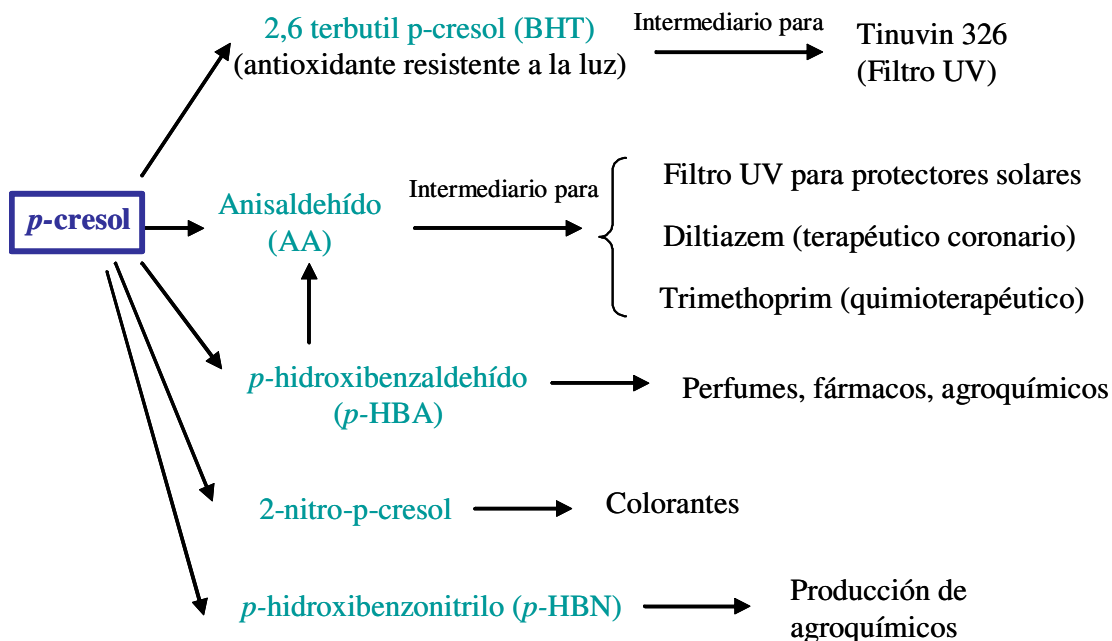 2,6 terbutil p-cresol (BHT)
(antioxidante resistente a la luz)
Intermediario para
Tinuvin 326
(Filtro UV)
p-cresol
Anisaldehído
(AA)
Intermediario para
Filtro UV para protectores solares
Diltiazem (terapéutico coronario)
Trimethoprim (quimioterapéutico)
p-hidroxibenzaldehído
(p-HBA)
Perfumes, fármacos, agroquímicos
2-nitro-p-cresol
Colorantes
p-hidroxibenzonitrilo (p-HBN)
Producción de
agroquímicos